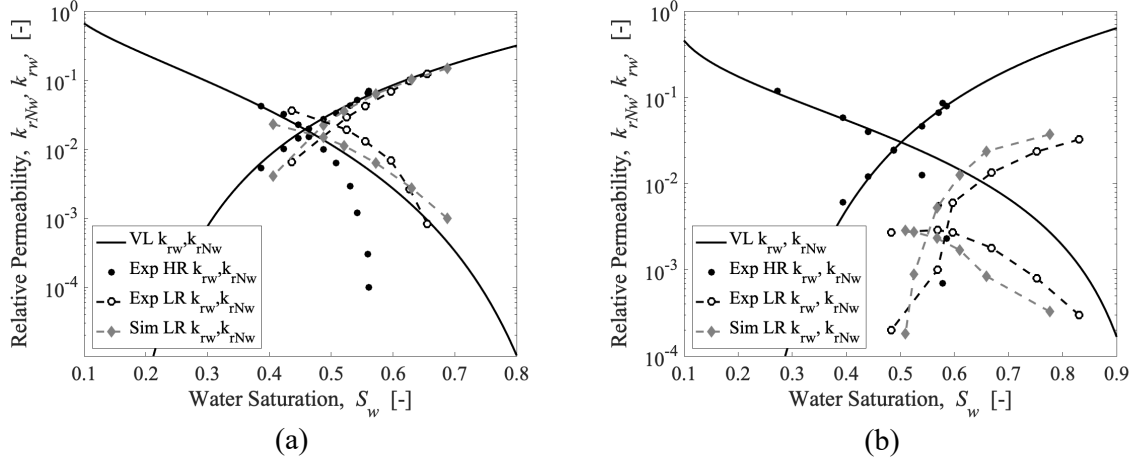 10^0
10^-1
10^-2
10^-3
10^-4
Relative Permeability, k_rNw, k_rw, [-]
VL k_rw,k_rNw
Exp HR k_rw,k_rNw
Exp LR k_rw,k_rNw
Sim LR k_rw,k_rNw
0.1 0.2 0.3 0.4 0.5 0.6 0.7 0.8
Water Saturation, S_w [-]
(a)
10^0
10^-1
10^-2
10^-3
10^-4
Relative Permeability, k_rNw, k_rw, [-]
VL k_rw, k_rNw
Exp HR k_rw, k_rNw
Exp LR k_rw, k_rNw
Sim LR k_rw, k_rNw
0.1 0.2 0.3 0.4 0.5 0.6 0.7 0.8 0.9
Water Saturation, S_w [-]
(b)